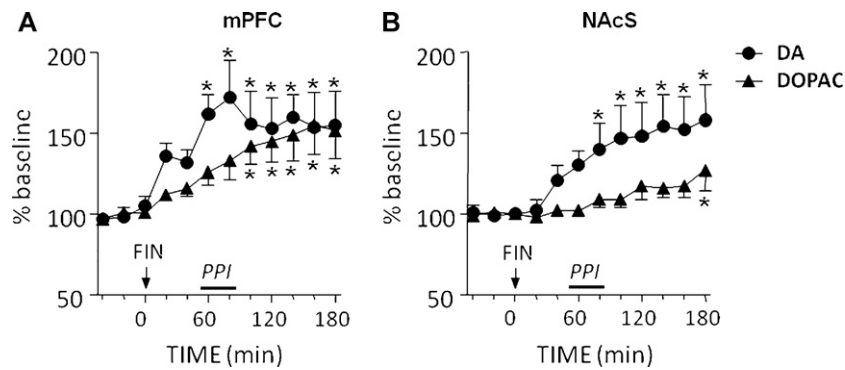 A
mPFC
200
150
100
50
% baseline
* * * * * * *
* * * * *
FIN
PPI
0 60 120 180
TIME (min)
B
NAcS
200
150
100
50
% baseline
* * * * * *
*
FIN
PPI
0 60 120 180
TIME (min)
DA
DOPAC